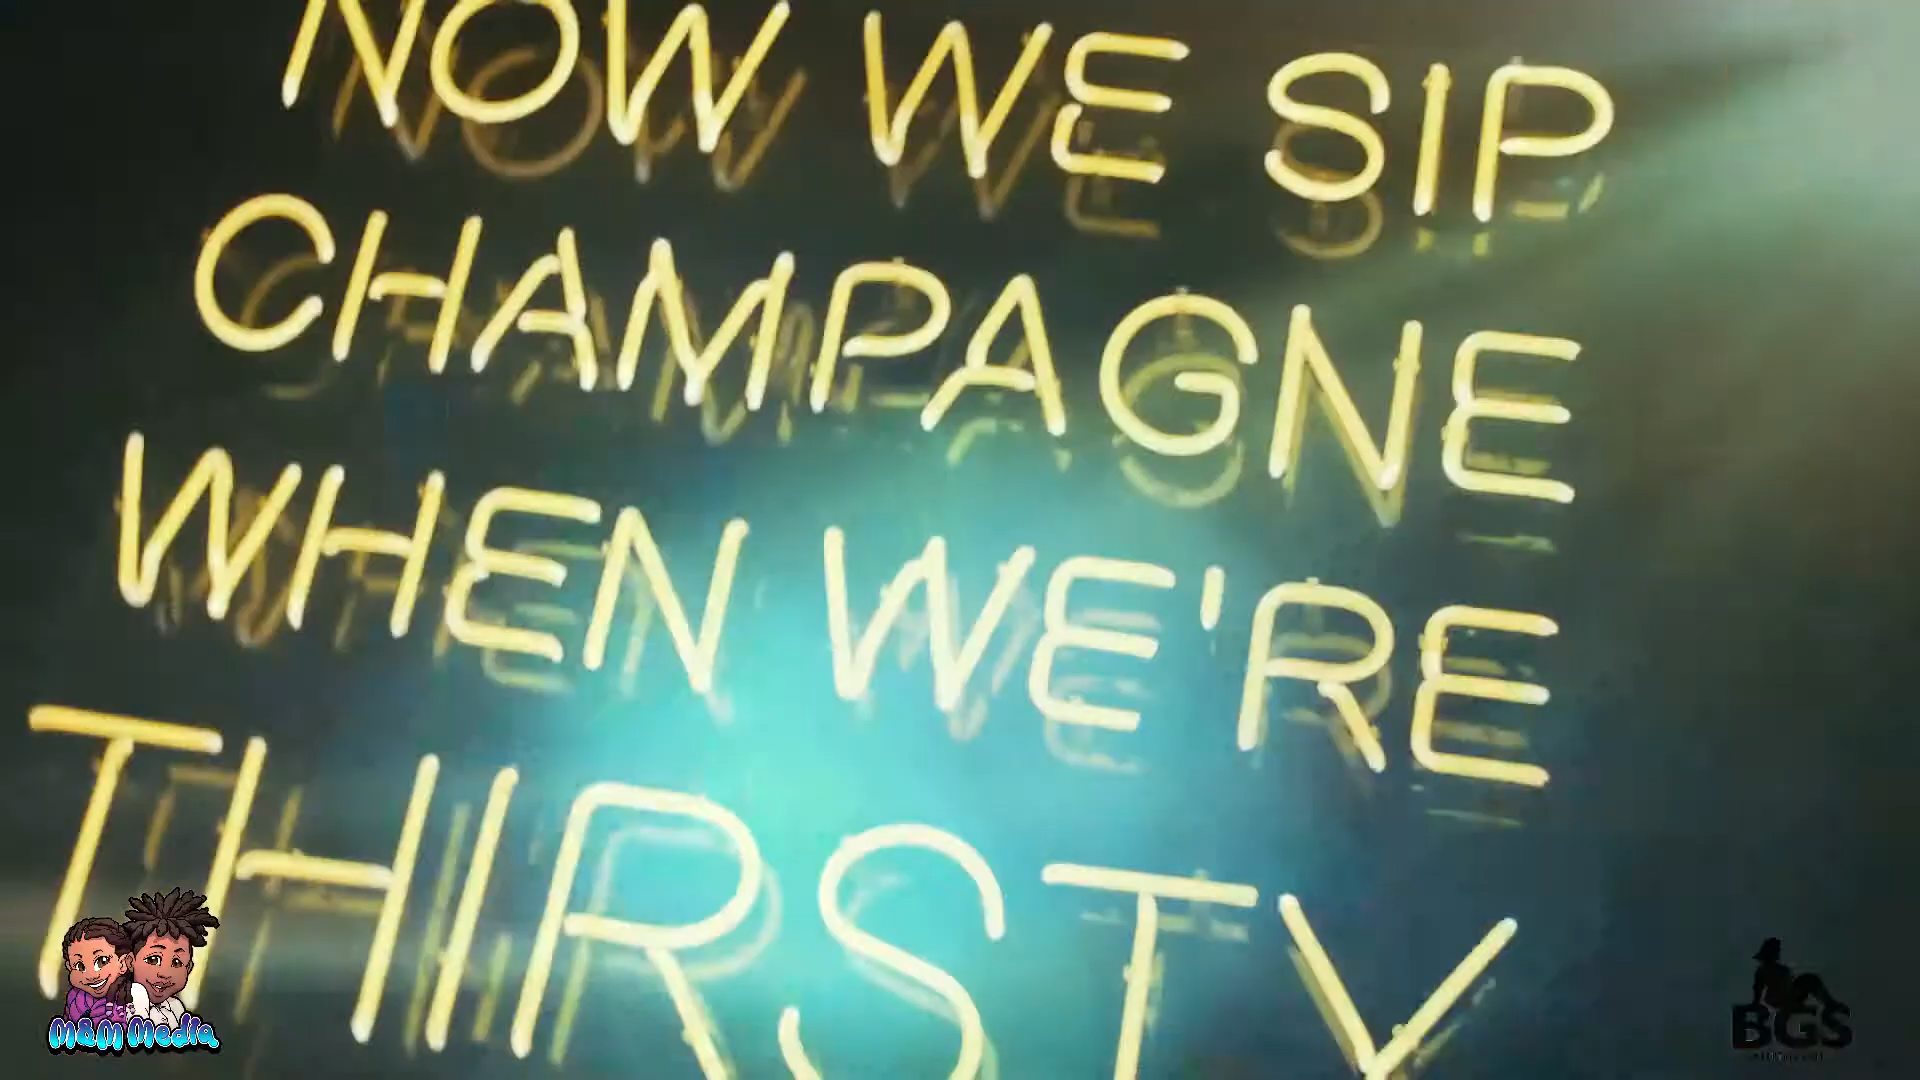 NOW WE SIP
CHAMPAGNE
WHEN WE'RE
THIRSTY
M&M Media
BGS